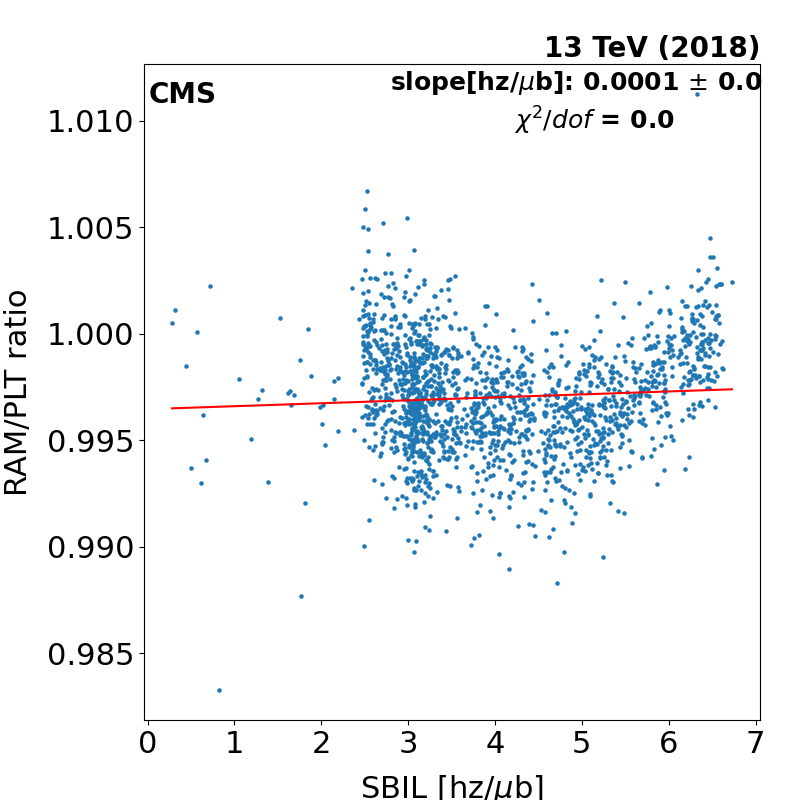 13 TeV (2018)
CMS
slope[hz/μb]: 0.0001 ± 0.0
χ²/dof = 0.0
1.010
1.005
1.000
0.995
0.990
0.985
RAM/PLT ratio
0 1 2 3 4 5 6 7
SBIL [hz/μb]